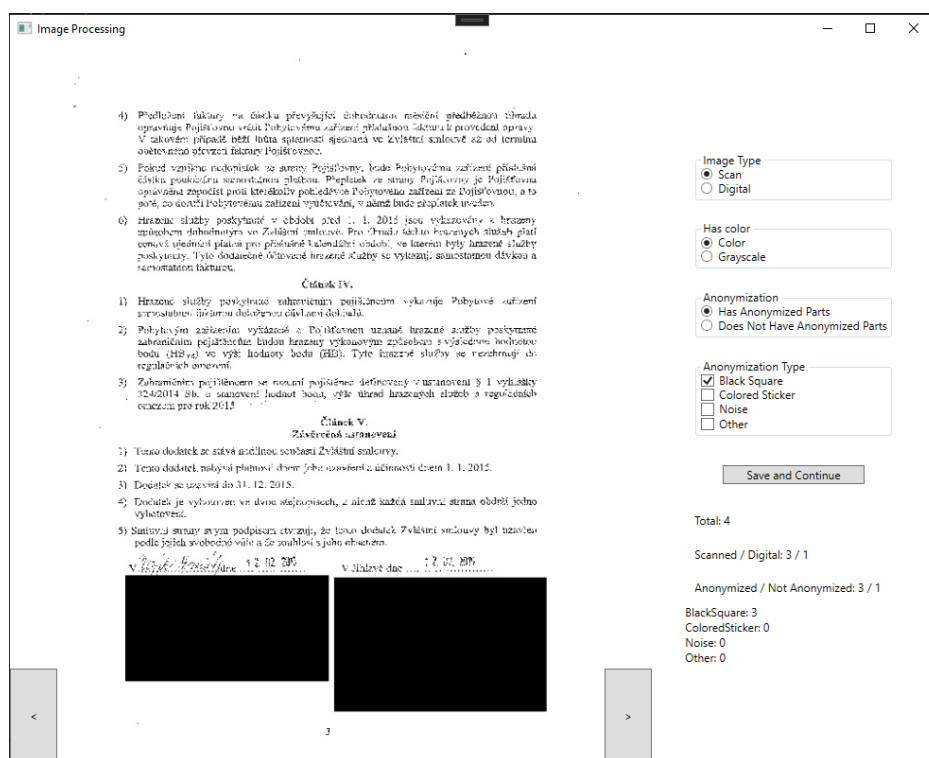 Image Processing
4) Předložení faktury na částku převyšující dohodnutou měsíční předběžnou úhradu
opravňuje Pojišťovnu vrátit Pobytovému zařízení příslušnou fakturu k provedení opravy.
V takovém případě běží lhůta splatnosti sjednaná ve Zvláštní smlouvě až od termínu
opětovného převzetí faktury Pojišťovnou.
5) Pokud vznikne nedoplatek ze strany Pojišťovny, bude Pobytovému zařízení příslušná
částka poukázána samostatnou platbou. Přeplatek ze strany Pojišťovny je Pojišťovna
oprávněna započíst proti kterékoliv pohledávce Pobytového zařízení za Pojišťovnou, a to
poté, co doručí Pobytovému zařízení vyúčtování, v němž bude přeplatek uveden.
6) Hrazené služby poskytnuté v období před 1. 1. 2015 jsou vykazovány a hrazeny
způsobem dohodnutým ve Zvláštní smlouvě. Pro úhradu těchto hrazených služeb platí
cenová ujednání platná pro příslušné kalendářní období, ve kterém byly hrazené služby
poskytnuty. Tyto dodatečně účtované hrazené služby se vykazují samostatnou dávkou a
samostatnou fakturou.
Článek IV.
1) Hrazené služby poskytnuté zahraničním pojištěncům vykazuje Pobytové zařízení
samostatnou fakturou doloženou dávkami dokladů.
2) Pobytovým zařízením vykázané a Pojišťovnou uznané hrazené služby poskytnuté
zahraničním pojištěncům budou hrazeny výkonovým způsobem s výslednou hodnotou
bodu ve výši hodnoty bodu (HB). Tyto hrazené služby se nezahrnují do
regulačních omezení.
3) Zahraničním pojištěncem se rozumí pojištěnec definovaný v ustanovení § 1 vyhlášky
324/2014 Sb. o stanovení hodnot bodu, výše úhrad hrazených služeb a regulačních
omezení pro rok 2015
Článek V.
Závěrečná ustanovení
1) Tento dodatek se stává nedílnou součástí Zvláštní smlouvy.
2) Tento dodatek nabývá platnosti dnem jeho uzavření a účinnosti dnem 1. 1. 2015.
3) Dodatek se uzavírá do 31. 12. 2015.
4) Dodatek je vyhotoven ve dvou stejnopisech, z nichž každá smluvní strana obdrží jedno
vyhotovení.
5) Smluvní strany svým podpisem stvrzují, že tento dodatek Zvláštní smlouvy byl uzavřen
podle jejich svobodné vůle a že souhlasí s jeho obsahem.
V dne 12. 02. 2015
V Jihlavě dne 12. 02. 2015
3
<
>
Image Type
Scan
Digital
Has color
Color
Grayscale
Anonymization
Has Anonymized Parts
Does Not Have Anonymized Parts
Anonymization Type
Black Square
Colored Sticker
Noise
Other
Save and Continue
Total: 4
Scanned / Digital: 3 / 1
Anonymized / Not Anonymized: 3 / 1
BlackSquare: 3
ColoredSticker: 0
Noise: 0
Other: 0